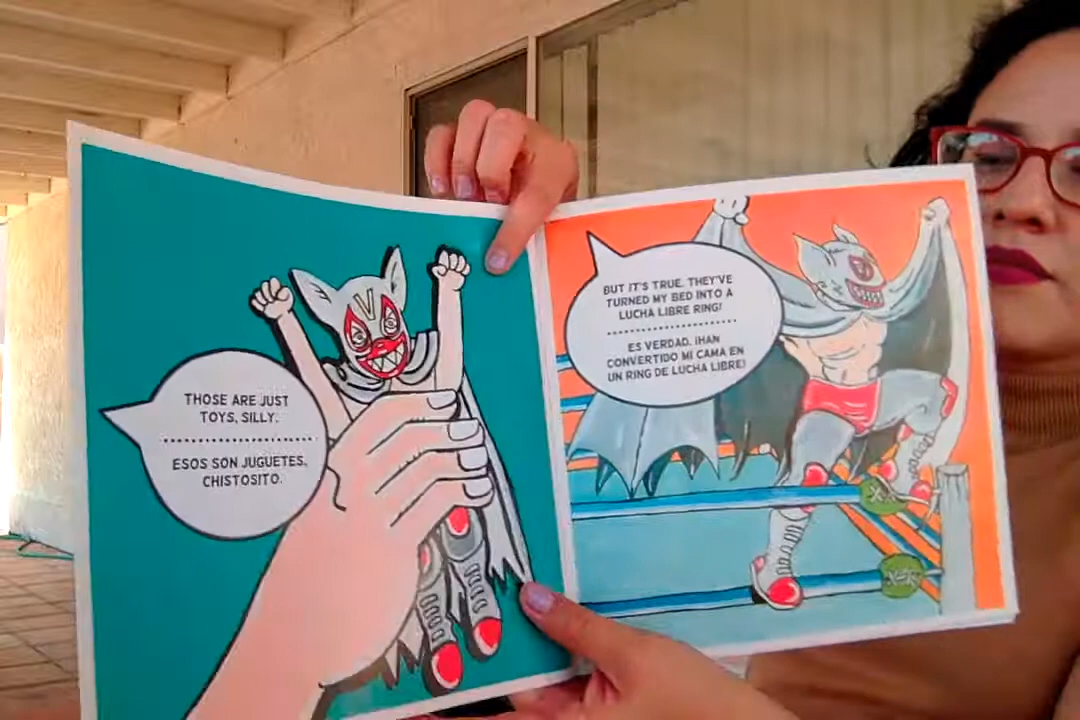 THOSE ARE JUST
TOYS, SILLY.
ESOS SON JUGUETES,
CHISTOSITO.
BUT IT'S TRUE. THEY'VE
TURNED MY BED INTO A
LUCHA LIBRE RING!
ES VERDAD. ¡HAN
CONVERTIDO MI CAMA EN
UN RING DE LUCHA LIBRE!